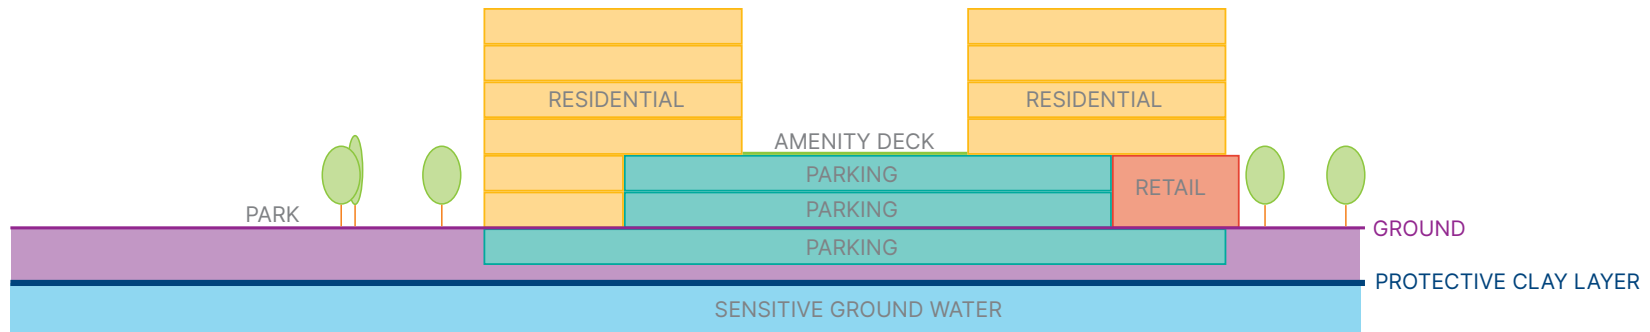 RESIDENTIAL
RESIDENTIAL
AMENITY DECK
PARKING
RETAIL
PARKING
PARK
GROUND
PARKING
PROTECTIVE CLAY LAYER
SENSITIVE GROUND WATER